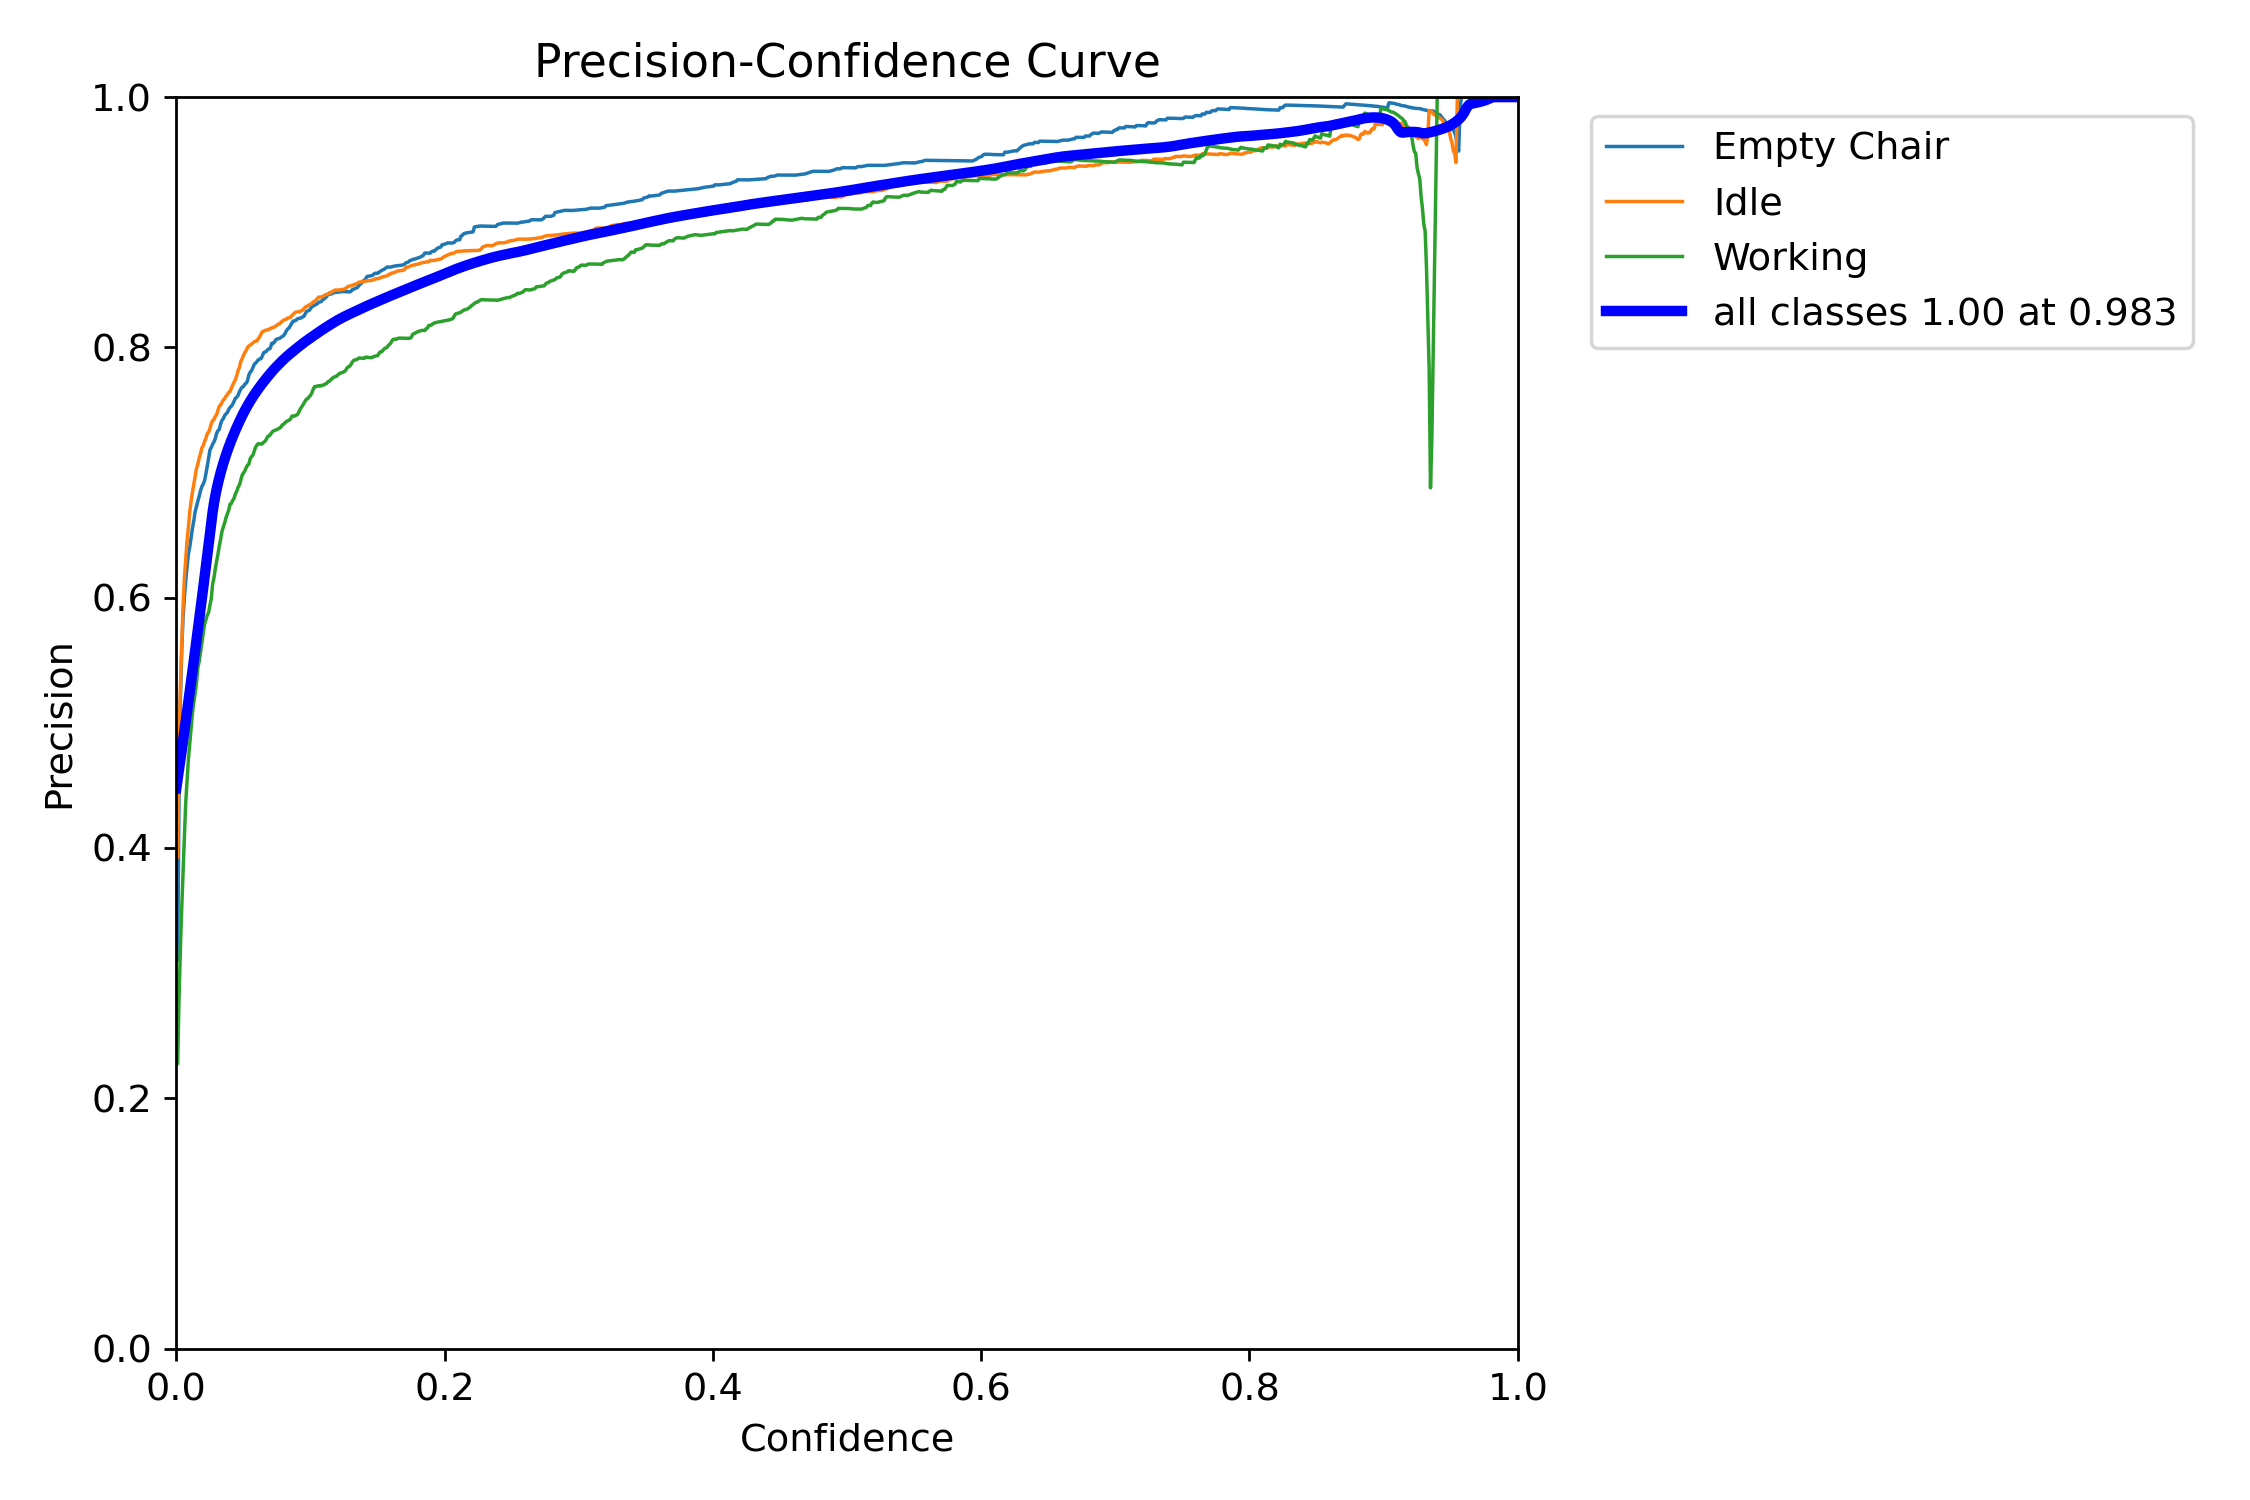 Precision-Confidence Curve
1.0
0.8
0.6
0.4
0.2
0.0
Precision
0.0 0.2 0.4 0.6 0.8 1.0
Confidence
Empty Chair
Idle
Working
all classes 1.00 at 0.983